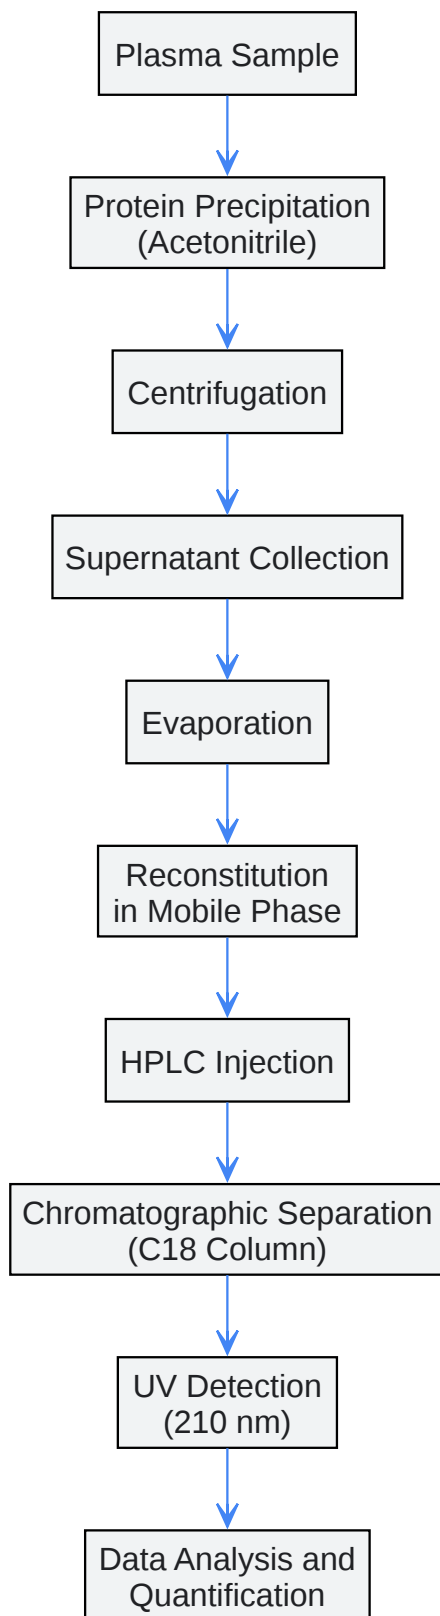 Plasma Sample
Protein Precipitation
(Acetonitrile)
Centrifugation
Supernatant Collection
Evaporation
Reconstitution
in Mobile Phase
HPLC Injection
Chromatographic Separation
(C18 Column)
UV Detection
(210 nm)
Data Analysis and
Quantification